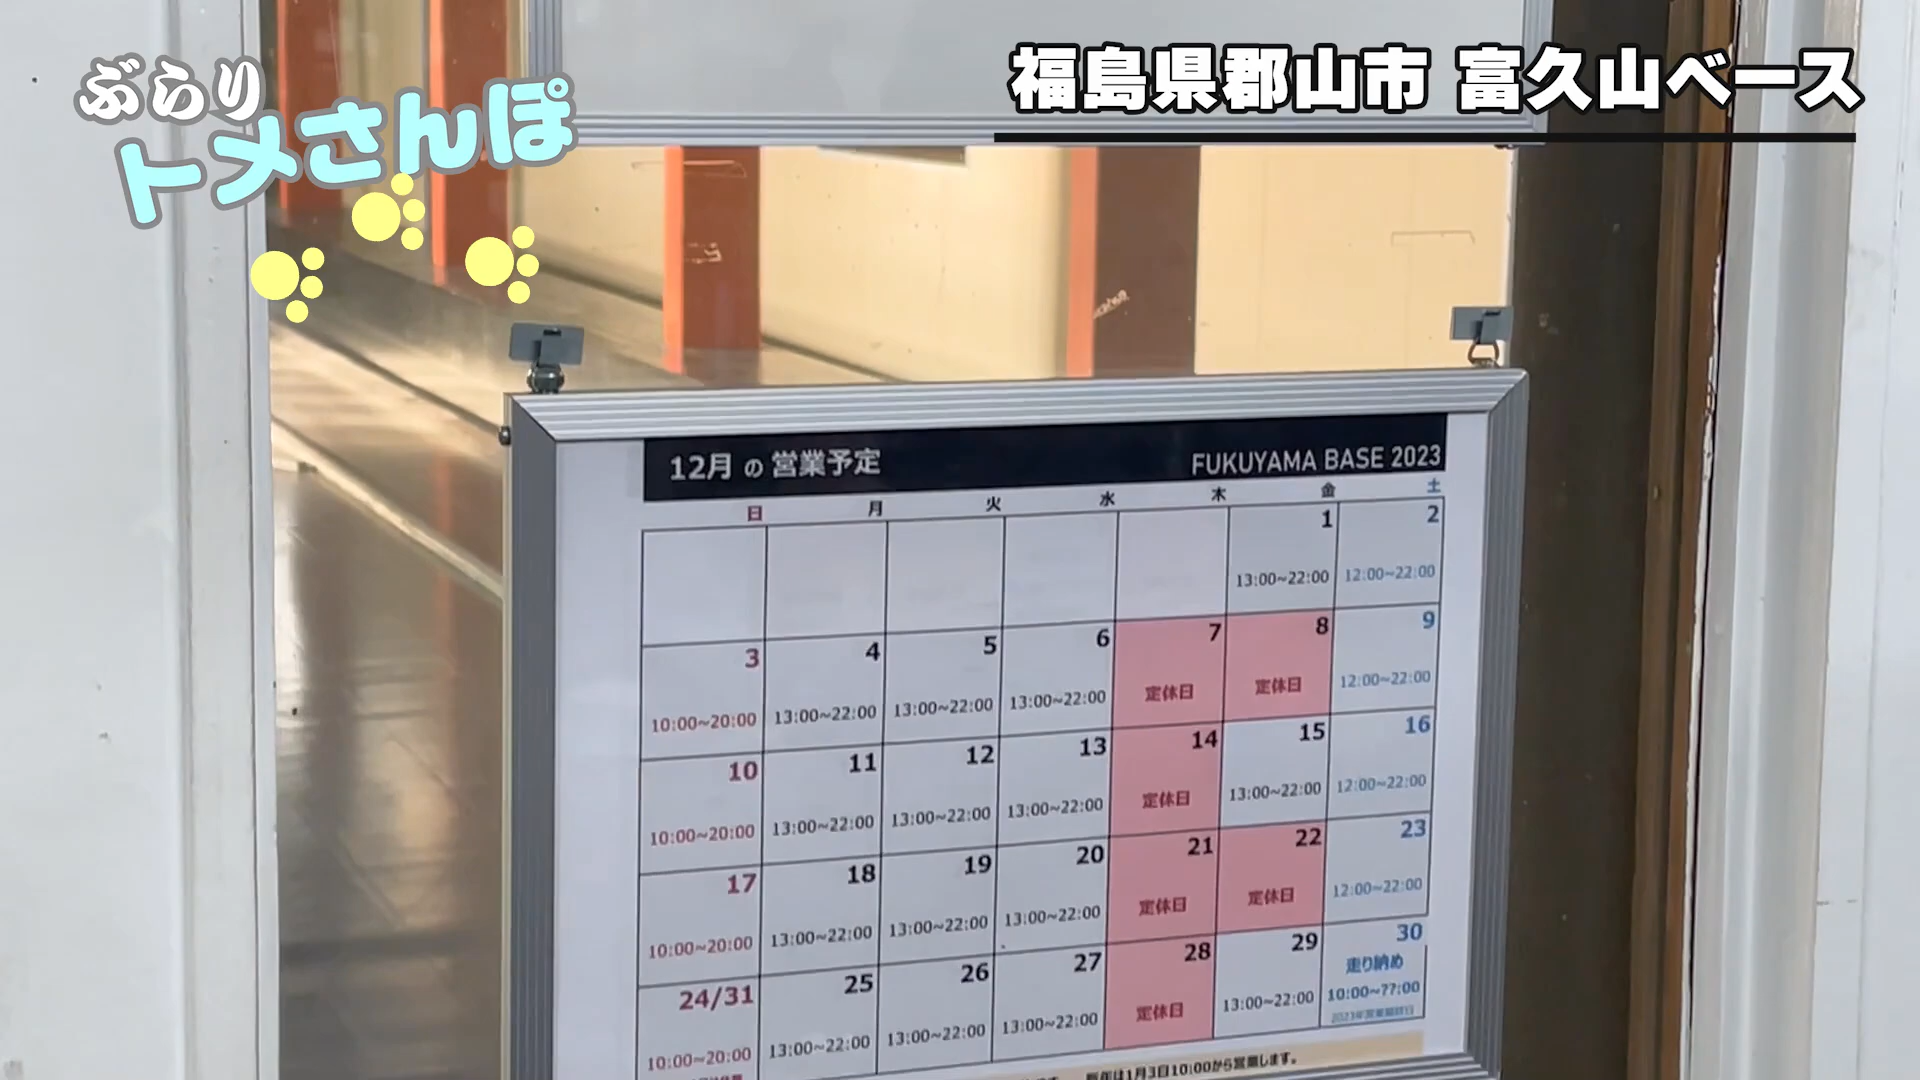 ぶらり
トメさんぽ
福島県郡山市 富久山ベース
12月 の 営業予定
FUKUYAMA BASE 2023
日 月 火 水 木 金 土
1 2
13:00~22:00 12:00~22:00
3 4 5 6 7 8 9
10:00~20:00 13:00~22:00 13:00~22:00 13:00~22:00 定休日 定休日 12:00~22:00
10 11 12 13 14 15 16
10:00~20:00 13:00~22:00 13:00~22:00 13:00~22:00 定休日 13:00~22:00 12:00~22:00
17 18 19 20 21 22 23
10:00~20:00 13:00~22:00 13:00~22:00 13:00~22:00 定休日 定休日 12:00~22:00
24/31 25 26 27 28 29 30
走り納め
10:00~20:00 13:00~22:00 13:00~22:00 13:00~22:00 定休日 13:00~22:00 10:00~??:00
新年は1月3日10:00から営業します。